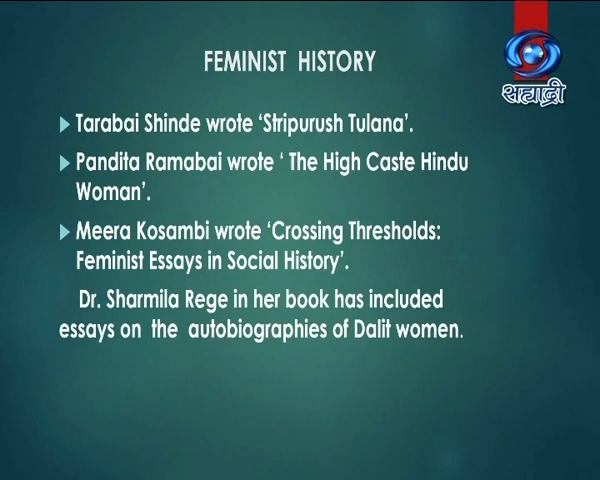 सह्याद्री
FEMINIST HISTORY
Tarabai Shinde wrote ‘Stripurush Tulana’.
Pandita Ramabai wrote ‘ The High Caste Hindu
Woman’.
Meera Kosambi wrote ‘Crossing Thresholds:
Feminist Essays in Social History’.
Dr. Sharmila Rege in her book has included
essays on the autobiographies of Dalit women.